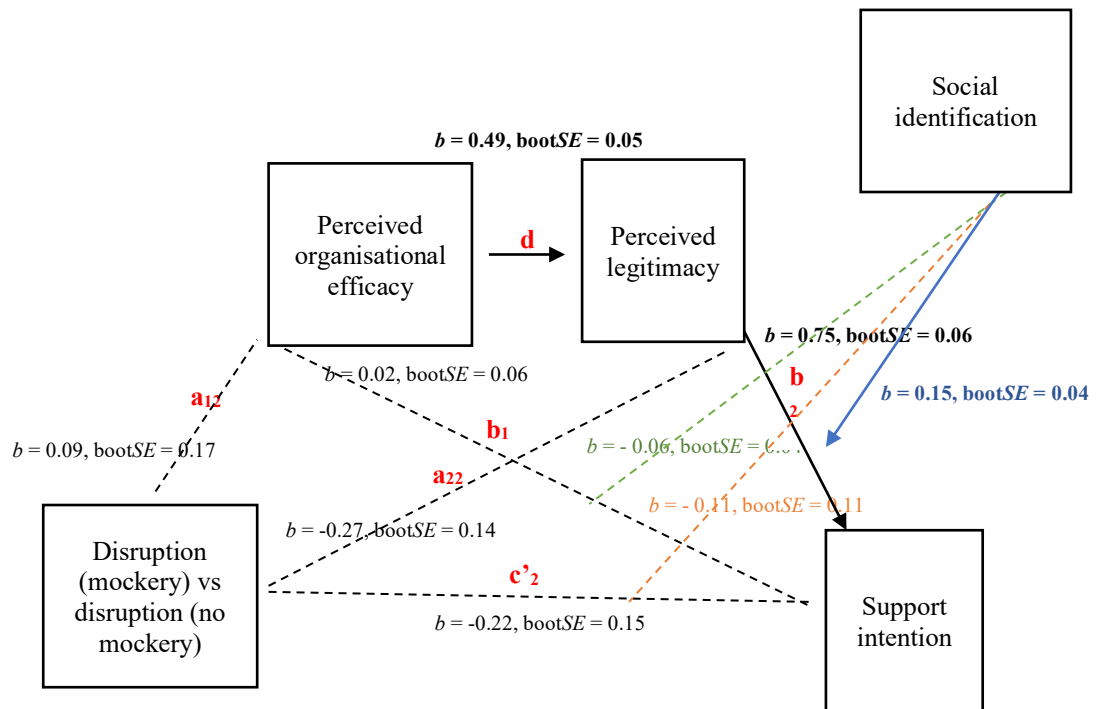 Social
identification
b = 0.49, bootSE = 0.05
Perceived
organisational
efficacy
d
Perceived
legitimacy
b = 0.75, bootSE = 0.06
b = 0.02, bootSE = 0.06
b
2
b = 0.15, bootSE = 0.04
a12
b1
b = - 0.06, bootSE =
b = 0.09, bootSE = 0.17
a22
b = - 0.11, bootSE = 0.11
b = -0.27, bootSE = 0.14
Disruption
(mockery) vs
disruption (no
mockery)
c’2
b = -0.22, bootSE = 0.15
Support
intention